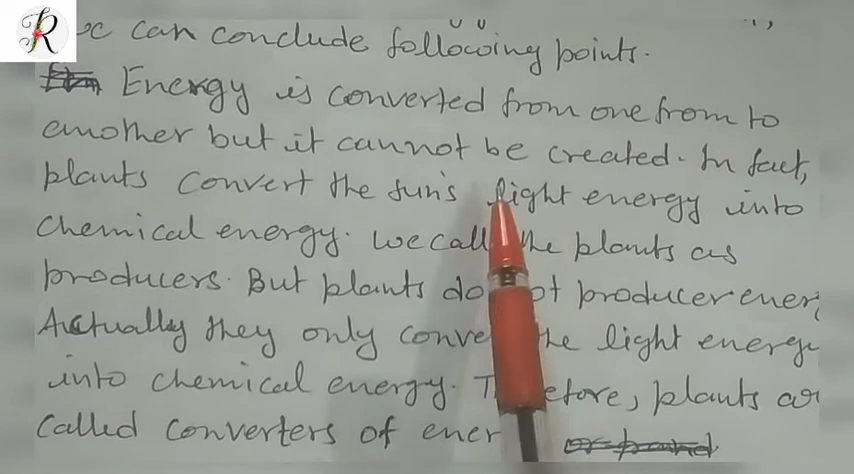 R
can conclude following points.
Energy is converted from one from to
another but it cannot be created. In fact,
plants convert the sun's light energy into
chemical energy. We call the plants as
producers. But plants do producer
Actually they only the light energy
into chemical energy. plants
called converters of